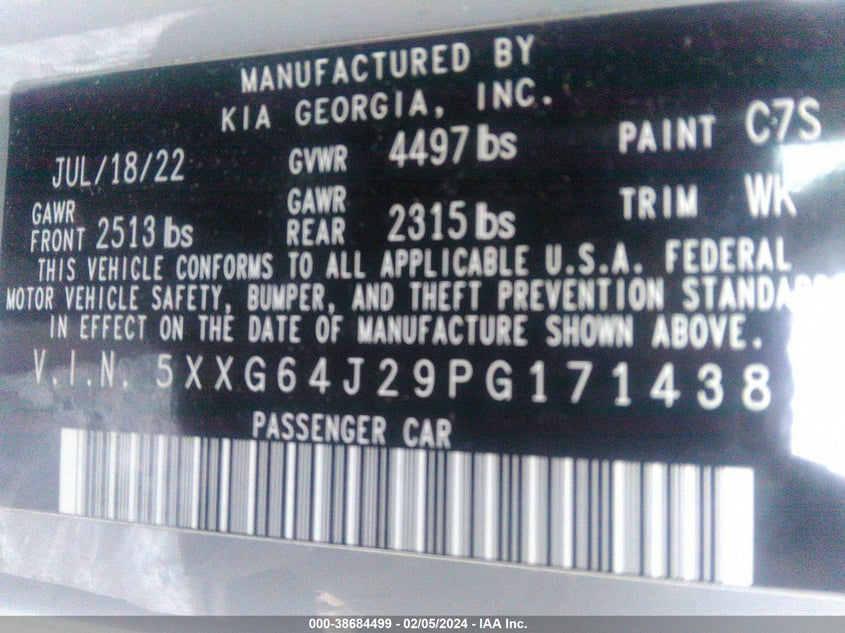 MANUFACTURED BY
KIA GEORGIA, INC.
JUL/18/22 GVWR 4497 lbs PAINT C7S
GAWR FRONT 2513 lbs GAWR REAR 2315 lbs TRIM WK
THIS VEHICLE CONFORMS TO ALL APPLICABLE U.S.A. FEDERAL
MOTOR VEHICLE SAFETY, BUMPER, AND THEFT PREVENTION STANDARDS
IN EFFECT ON THE DATE OF MANUFACTURE SHOWN ABOVE.
V.I.N. 5XXG64J29PG171438
PASSENGER CAR
000-38684499 - 02/05/2024 - IAA Inc.